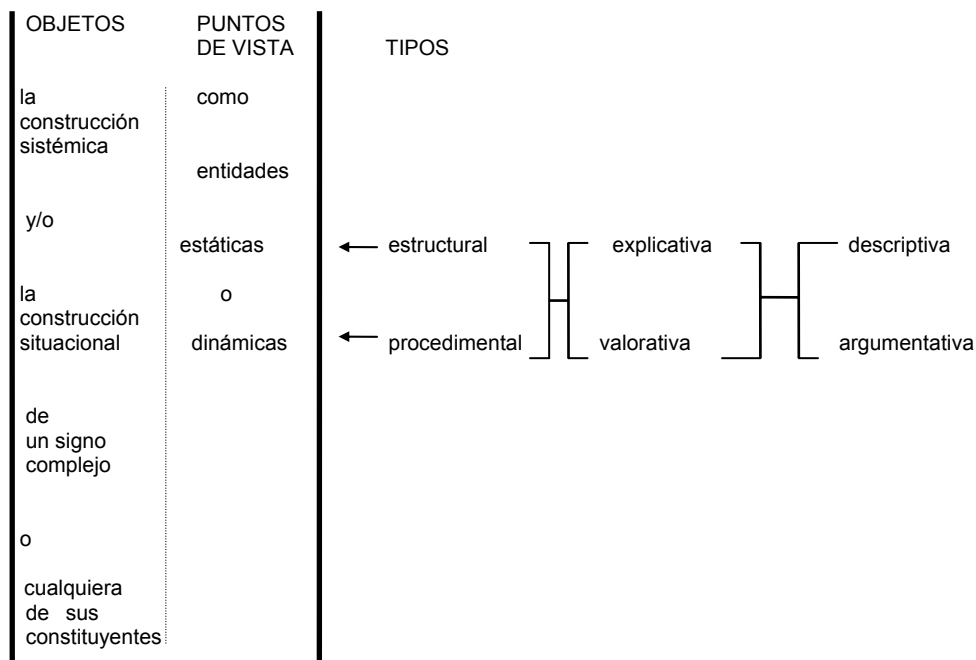 OBJETOS
PUNTOS
DE VISTA
TIPOS
la
construcción
sistémica
como
entidades
y/o
estáticas
estructural
explicativa
descriptiva
la
construcción
situacional
o
dinámicas
procedimental
valorativa
argumentativa
de
un signo
complejo
o
cualquiera
de sus
constituyentes